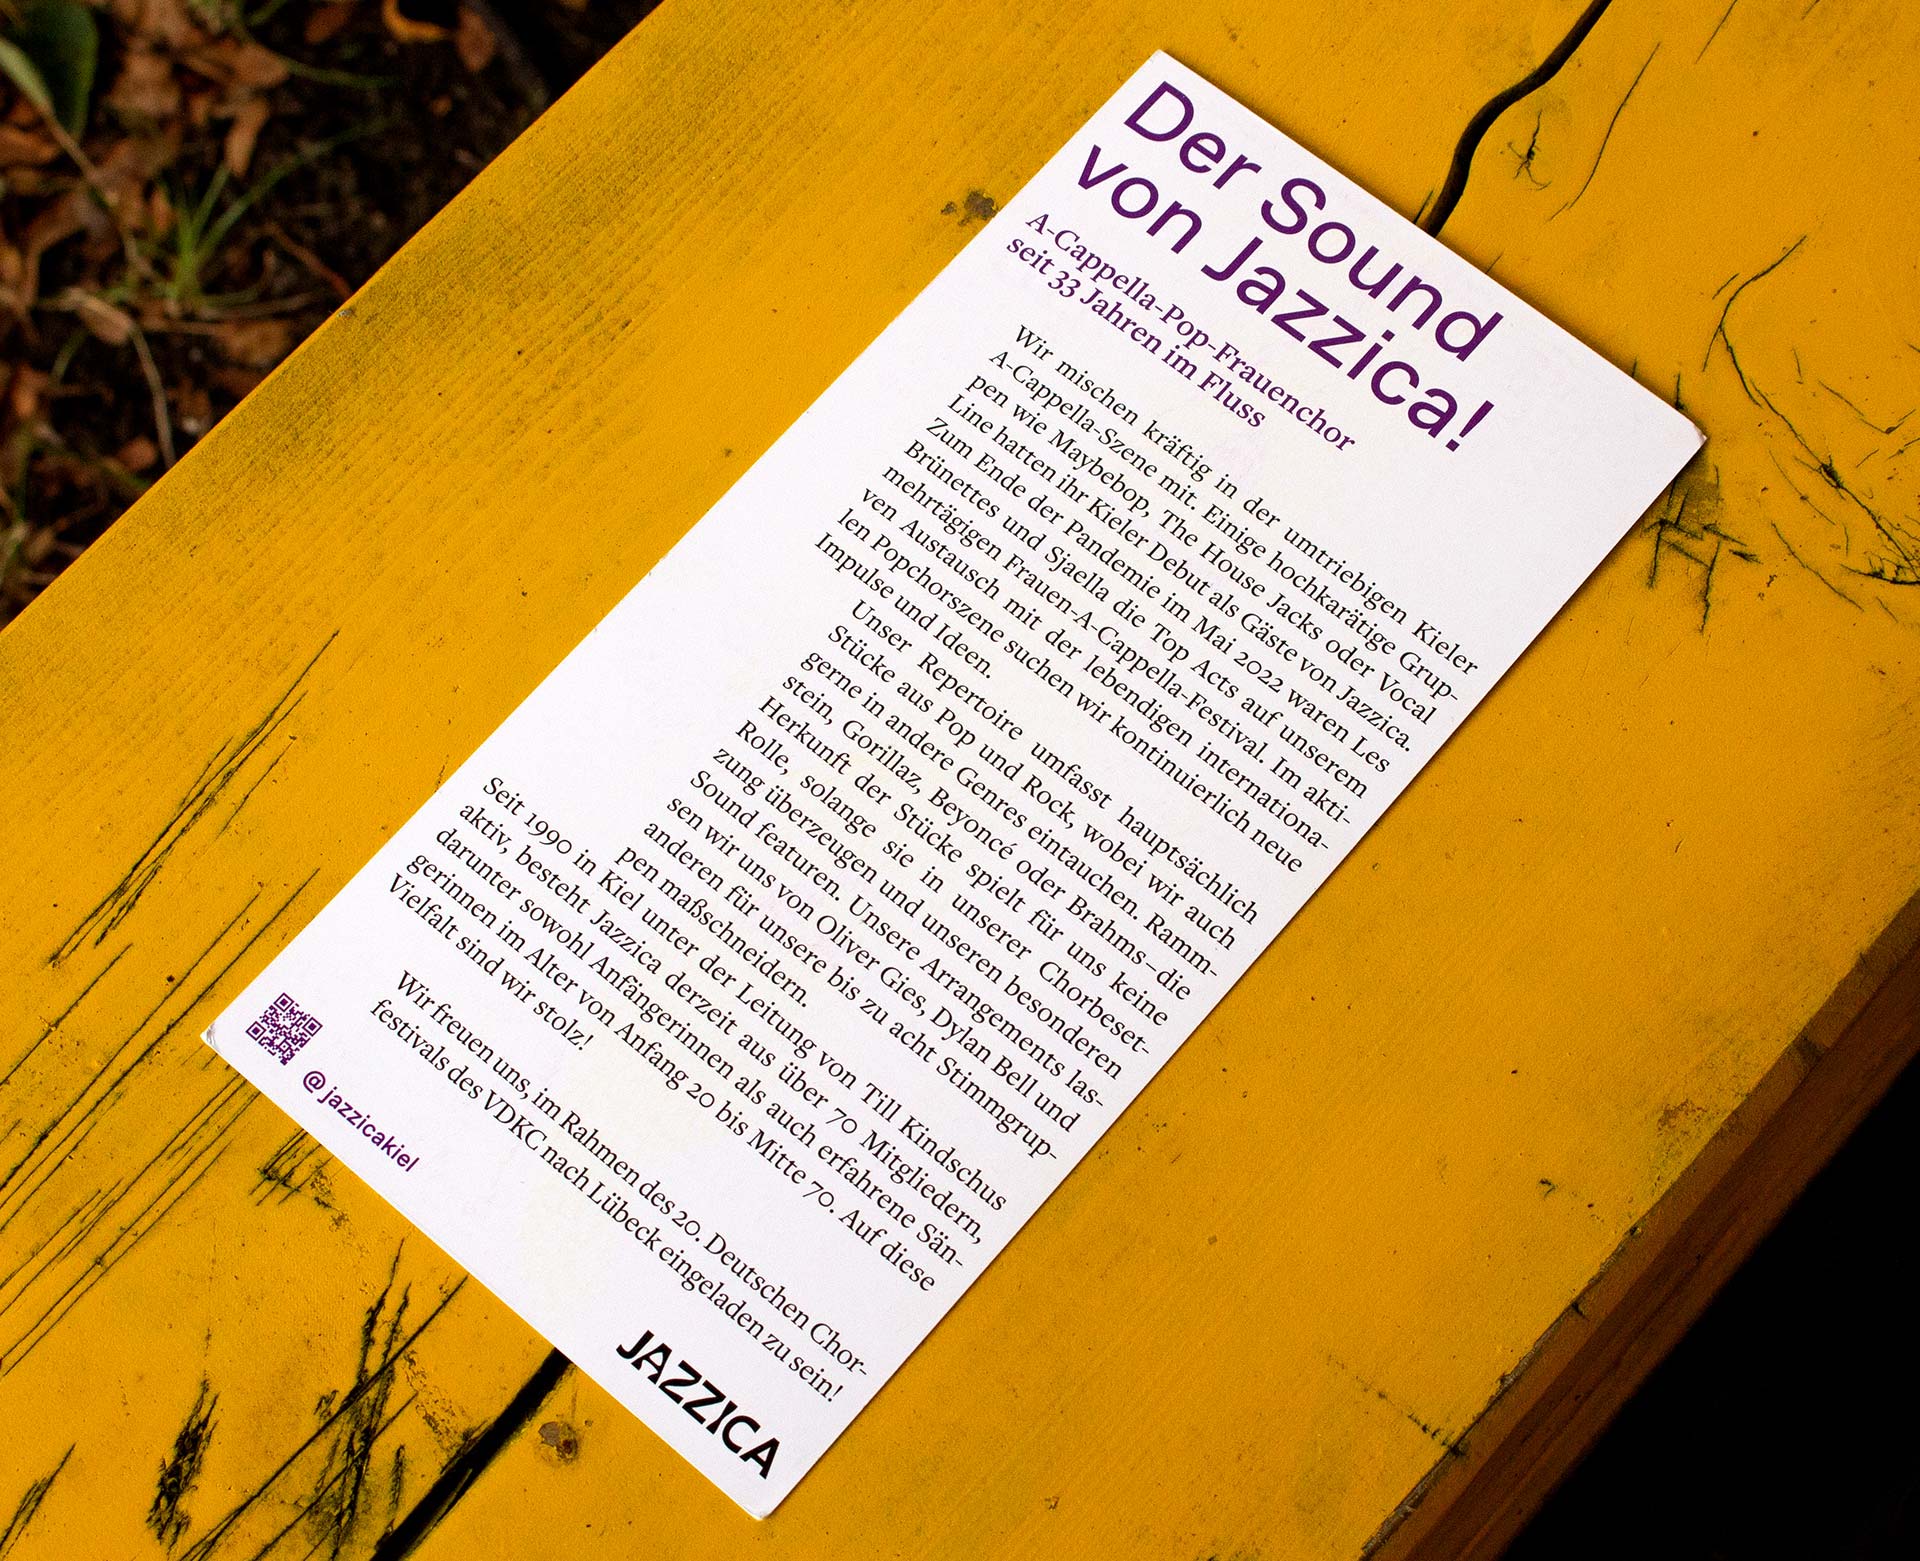 Der Sound
von Jazzica!
A-Cappella-Pop-Frauenchor
seit 33 Jahren im Fluss
Wir mischen kräftig in der umtriebigen Kieler
A-Cappella-Szene mit. Einige hochkarätige Grup-
pen wie Maybebop, The House Jacks oder Vocal
Line hatten ihr Kieler Debut als Gäste von Jazzica.
Zum Ende der Pandemie im Mai 2022 waren Les
Brünettes und Sjaella die Top Acts auf unserem
mehrtägigen Frauen-A-Cappella-Festival. Im akti-
ven Austausch mit der lebendigen internationa-
len Popchorszene suchen wir kontinuierlich neue
Impulse und Ideen.
Unser Repertoire umfasst hauptsächlich
Stücke aus Pop und Rock, wobei wir auch
gerne in andere Genres eintauchen. Ramm-
stein, Gorillaz, Beyoncé oder Brahms – die
Herkunft der Stücke spielt für uns keine
Rolle, solange sie in unserer Chorbeset-
zung überzeugen und unseren besonderen
Sound featuren. Unsere Arrangements las-
sen wir uns von Oliver Gies, Dylan Bell und
anderen für unsere bis zu acht Stimmgrup-
pen maßschneidern.
Seit 1990 in Kiel unter der Leitung von Till Kindschus
aktiv, besteht Jazzica derzeit aus über 70 Mitgliedern,
darunter sowohl Anfängerinnen als auch erfahrene Sän-
gerinnen im Alter von Anfang 20 bis Mitte 70. Auf diese
Vielfalt sind wir stolz!
Wir freuen uns, im Rahmen des 20. Deutschen Chor-
festivals des VDKC nach Lübeck eingeladen zu sein!
@jazzicakiel
JAZZICA